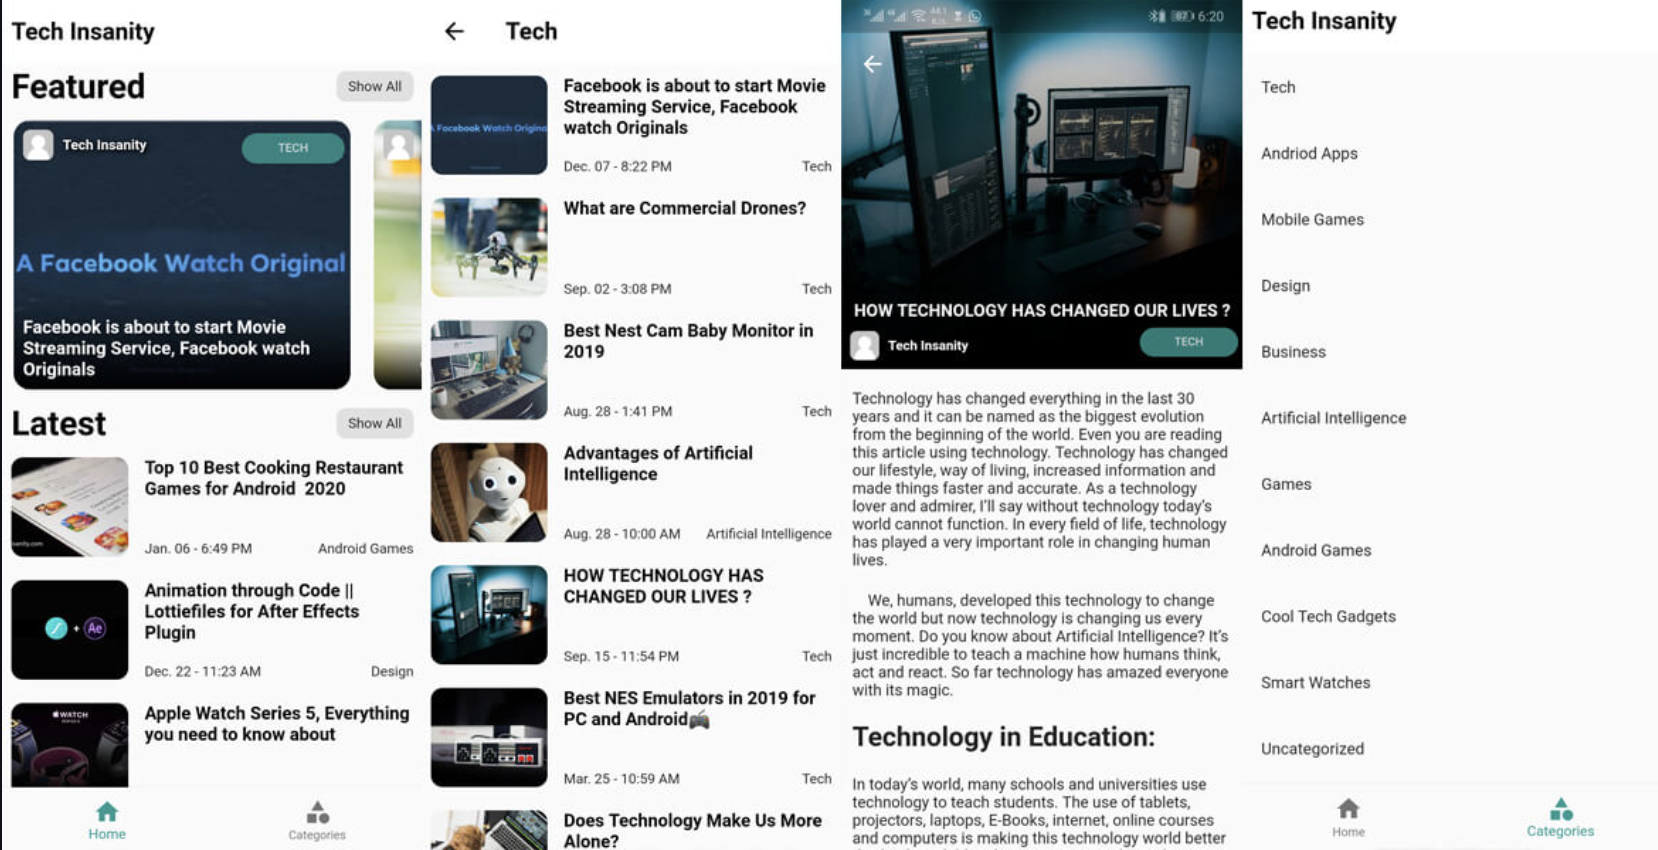 Tech Insanity
Featured
Show All
Tech Insanity
TECH
A Facebook Watch Original
Facebook is about to start Movie
Streaming Service, Facebook watch
Originals
Latest
Show All
Top 10 Best Cooking Restaurant
Games for Android 2020
Jan. 06 - 6:49 PM
Android Games
Animation through Code ||
Lottiefiles for After Effects
Plugin
+ Ae
Dec. 22 - 11:23 AM
Design
WATCH
Apple Watch Series 5, Everything
you need to know about
Home
Categories
Tech
A Facebook Watch Origina
Facebook is about to start Movie
Streaming Service, Facebook
watch Originals
Dec. 07 - 8:22 PM
Tech
What are Commercial Drones?
Sep. 02 - 3:08 PM
Tech
Best Nest Cam Baby Monitor in
2019
Aug. 28 - 1:41 PM
Tech
Advantages of Artificial
Intelligence
Aug. 28 - 10:00 AM
Artificial Intelligence
HOW TECHNOLOGY HAS
CHANGED OUR LIVES ?
Sep. 15 - 11:54 PM
Tech
Best NES Emulators in 2019 for
PC and Android🎮
Mar. 25 - 10:59 AM
Tech
Does Technology Make Us More
Alone?
44.1
K/s
87
6:20
HOW TECHNOLOGY HAS CHANGED OUR LIVES ?
Tech Insanity
TECH
Technology has changed everything in the last 30
years and it can be named as the biggest evolution
from the beginning of the world. Even you are reading
this article using technology. Technology has changed
our lifestyle, way of living, increased information and
made things faster and accurate. As a technology
lover and admirer, I'll say without technology today's
world cannot function. In every field of life, technology
has played a very important role in changing human
lives.
We, humans, developed this technology to change
the world but now technology is changing us every
moment. Do you know about Artificial Intelligence? It's
just incredible to teach a machine how humans think,
act and react. So far technology has amazed everyone
with its magic.
Technology in Education:
In today's world, many schools and universities use
technology to teach students. The use of tablets,
projectors, laptops, E-Books, internet, online courses
and computers is making this technology world better
Tech Insanity
Tech
Andriod Apps
Mobile Games
Design
Business
Artificial Intelligence
Games
Android Games
Cool Tech Gadgets
Smart Watches
Uncategorized
Home
Categories